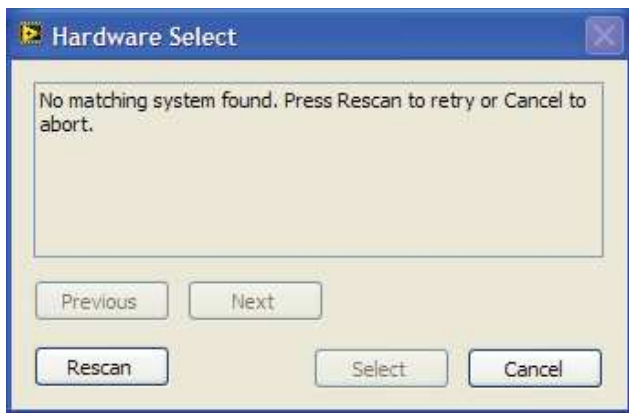 Hardware Select
No matching system found. Press Rescan to retry or Cancel to
abort.
Previous
Next
Rescan
Select
Cancel